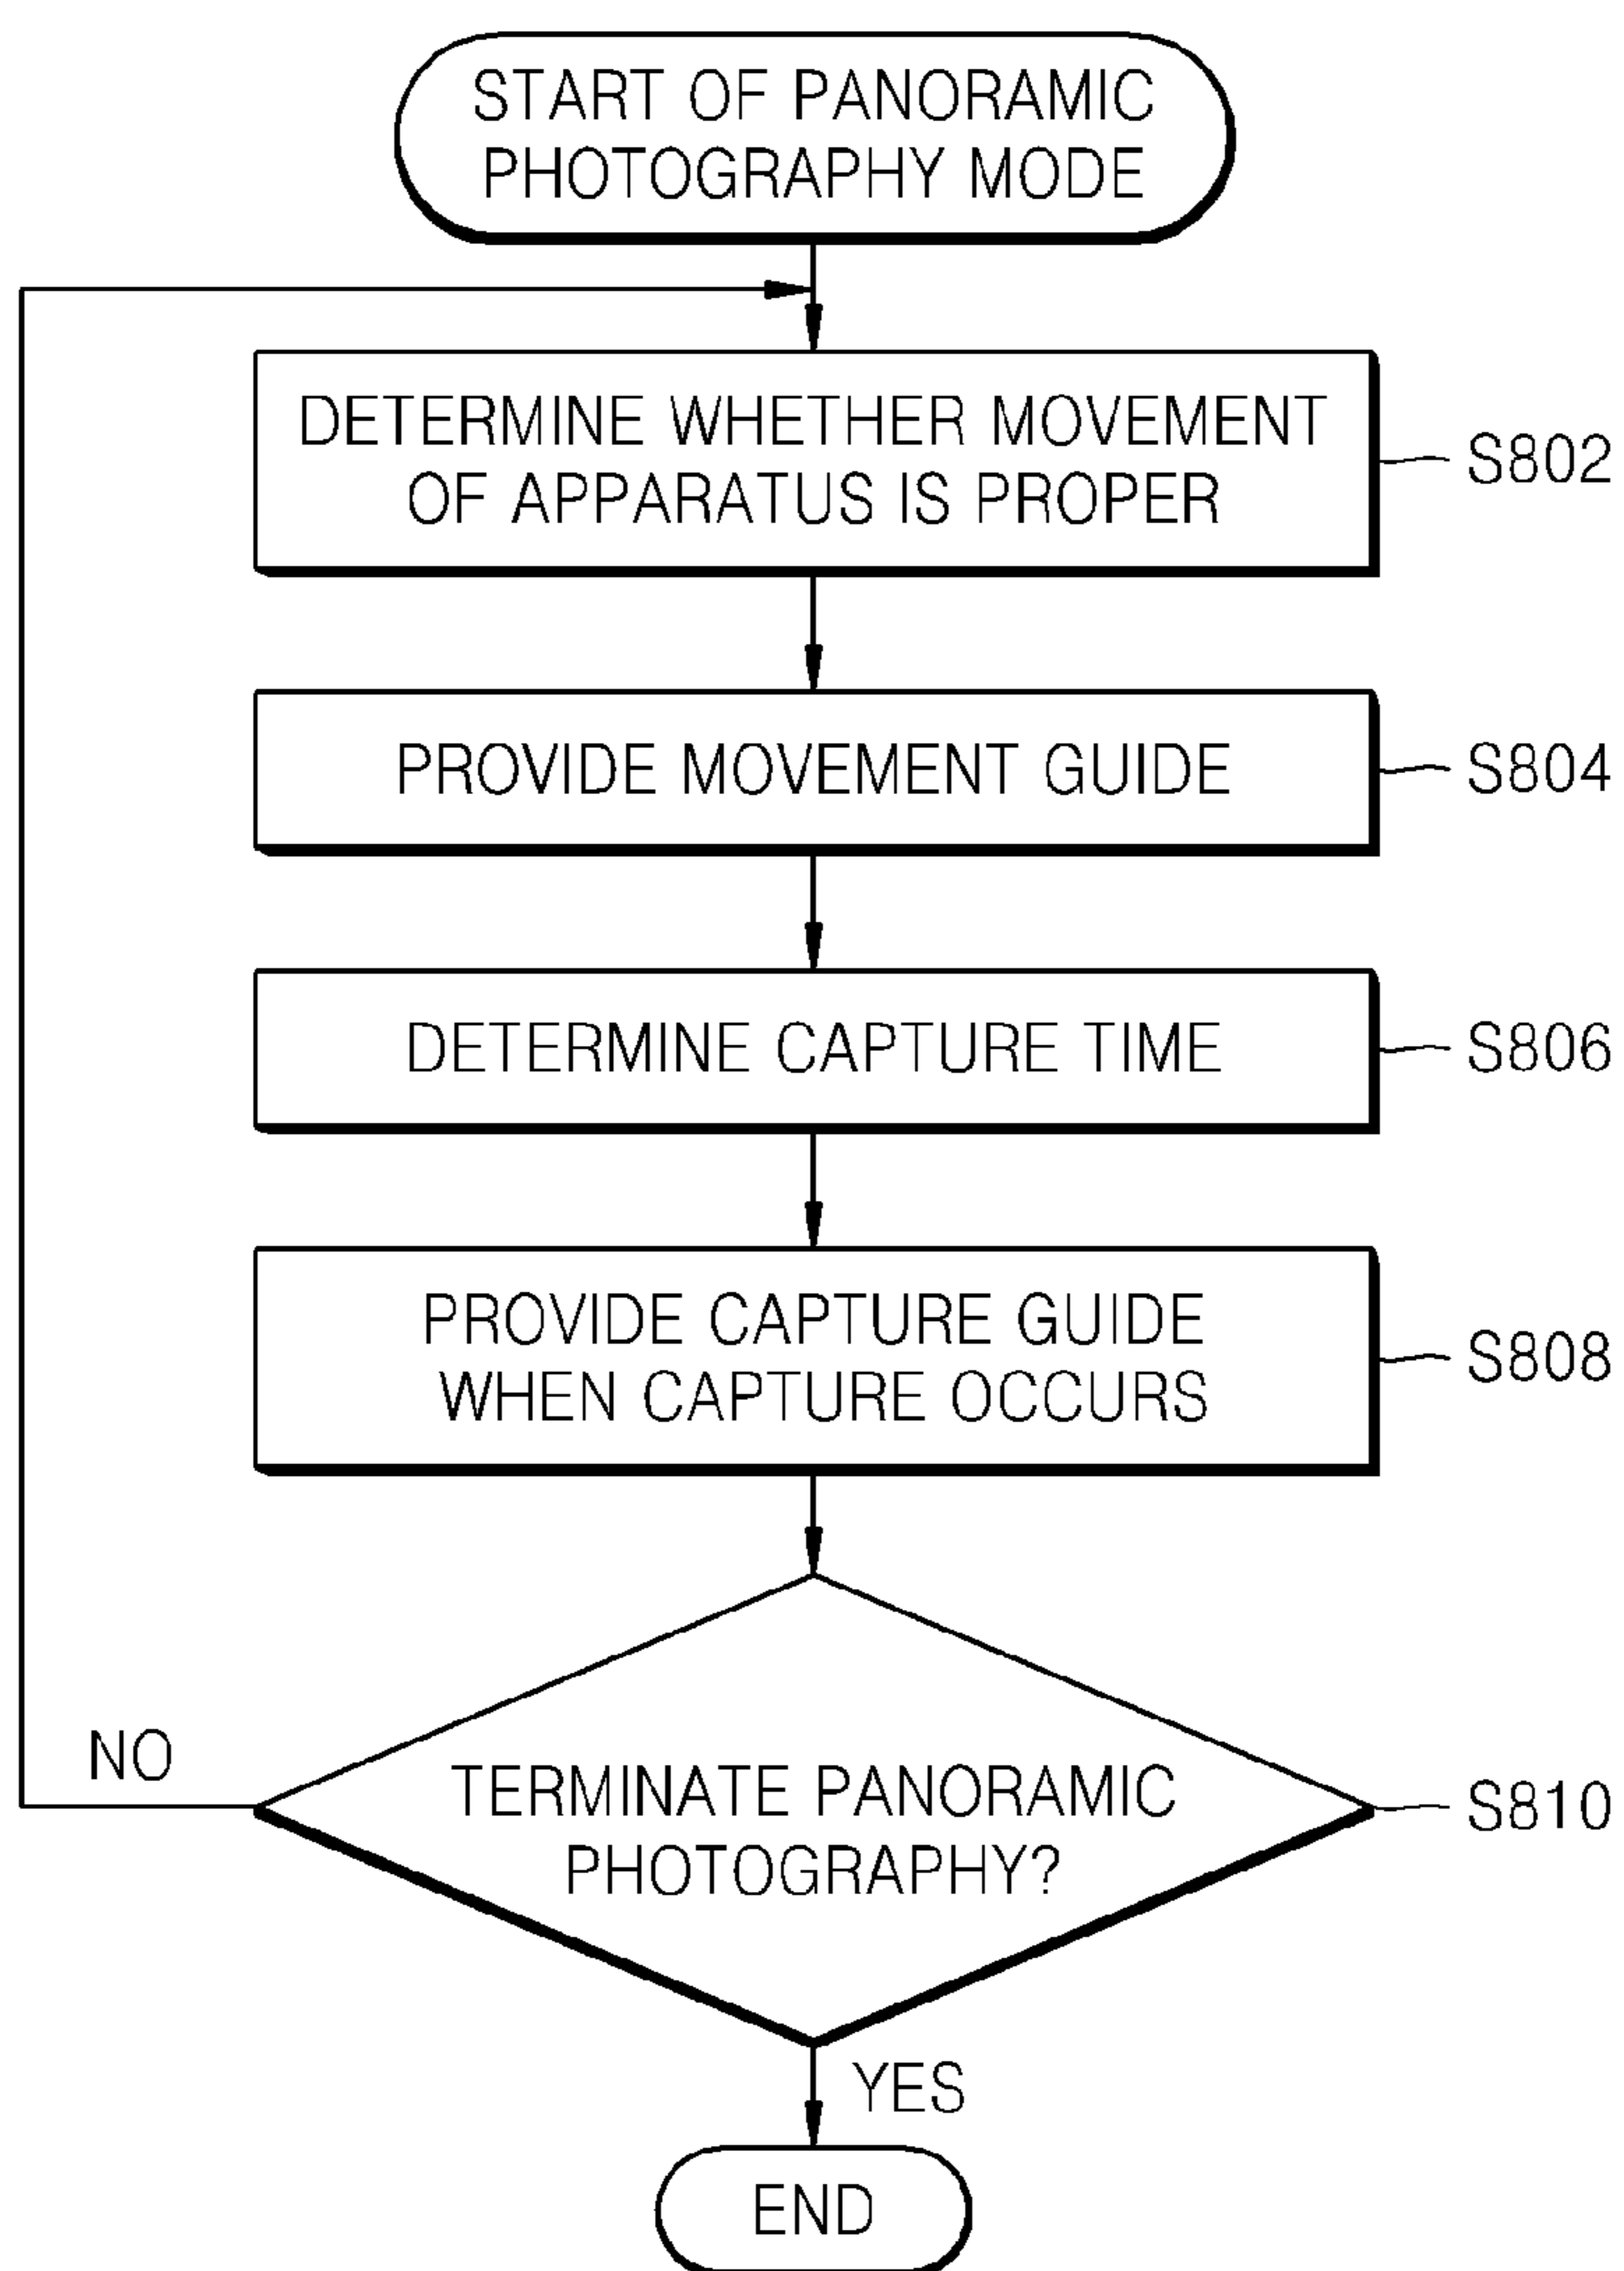 START OF PANORAMIC
PHOTOGRAPHY MODE
DETERMINE WHETHER MOVEMENT
OF APPARATUS IS PROPER
S802
PROVIDE MOVEMENT GUIDE
S804
DETERMINE CAPTURE TIME
S806
PROVIDE CAPTURE GUIDE
WHEN CAPTURE OCCURS
S808
NO
TERMINATE PANORAMIC
PHOTOGRAPHY?
S810
YES
END